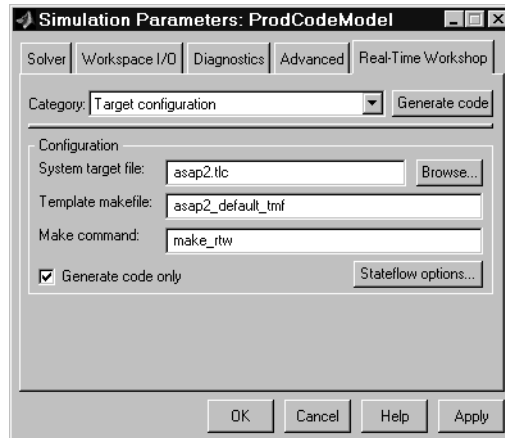 Simulation Parameters: ProdCodeModel
Solver Workspace I/O Diagnostics Advanced Real-Time Workshop
Category: Target configuration Generate code
Configuration
System target file: asap2.tlc Browse...
Template makefile: asap2_default_tmf
Make command: make_rtw
Generate code only Stateflow options...
OK Cancel Help Apply